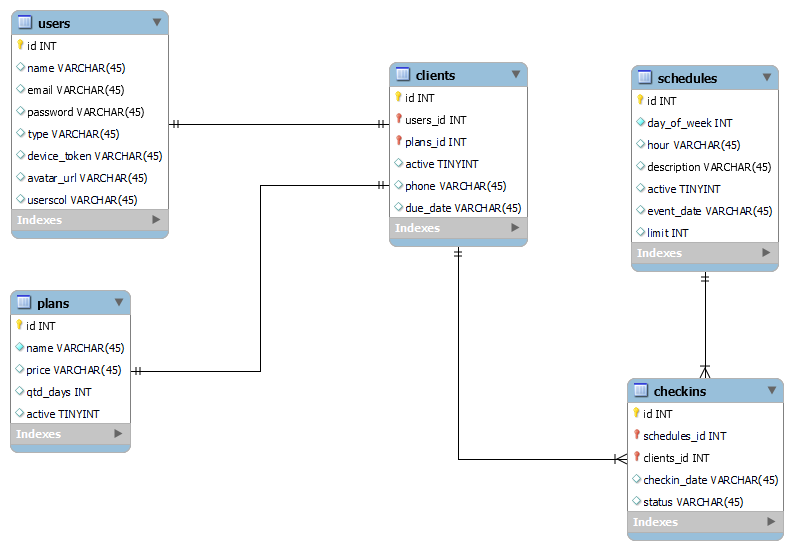 users
id INT
name VARCHAR(45)
email VARCHAR(45)
password VARCHAR(45)
type VARCHAR(45)
device_token VARCHAR(45)
avatar_url VARCHAR(45)
userscol VARCHAR(45)
Indexes
clients
id INT
users_id INT
plans_id INT
active TINYINT
phone VARCHAR(45)
due_date VARCHAR(45)
Indexes
schedules
id INT
day_of_week INT
hour VARCHAR(45)
description VARCHAR(45)
active TINYINT
event_date VARCHAR(45)
limit INT
Indexes
plans
id INT
name VARCHAR(45)
price VARCHAR(45)
qtd_days INT
active TINYINT
Indexes
checkins
id INT
schedules_id INT
clients_id INT
checkin_date VARCHAR(45)
status VARCHAR(45)
Indexes